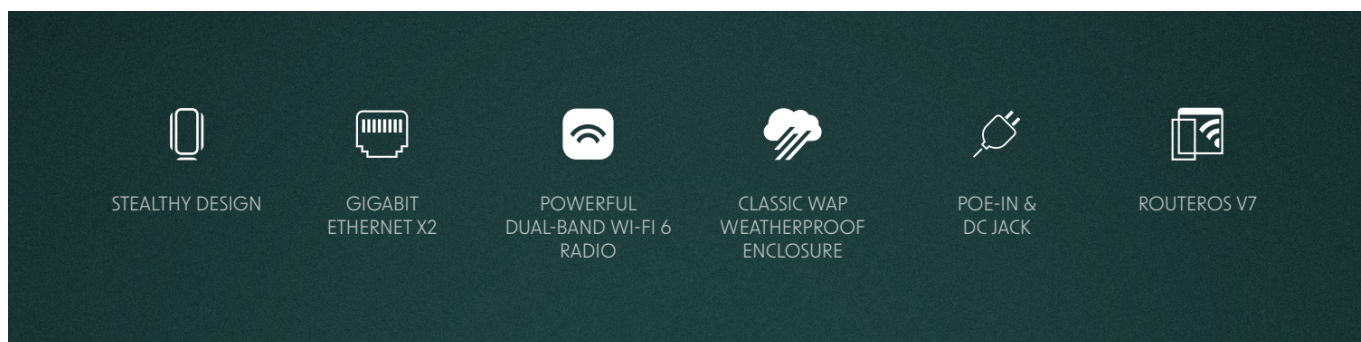 STEALTHY DESIGN
GIGABIT
ETHERNET X2
POWERFUL
DUAL-BAND WI-FI 6
RADIO
CLASSIC WAP
WEATHERPROOF
ENCLOSURE
POE-IN &
DC JACK
ROUTEROS V7